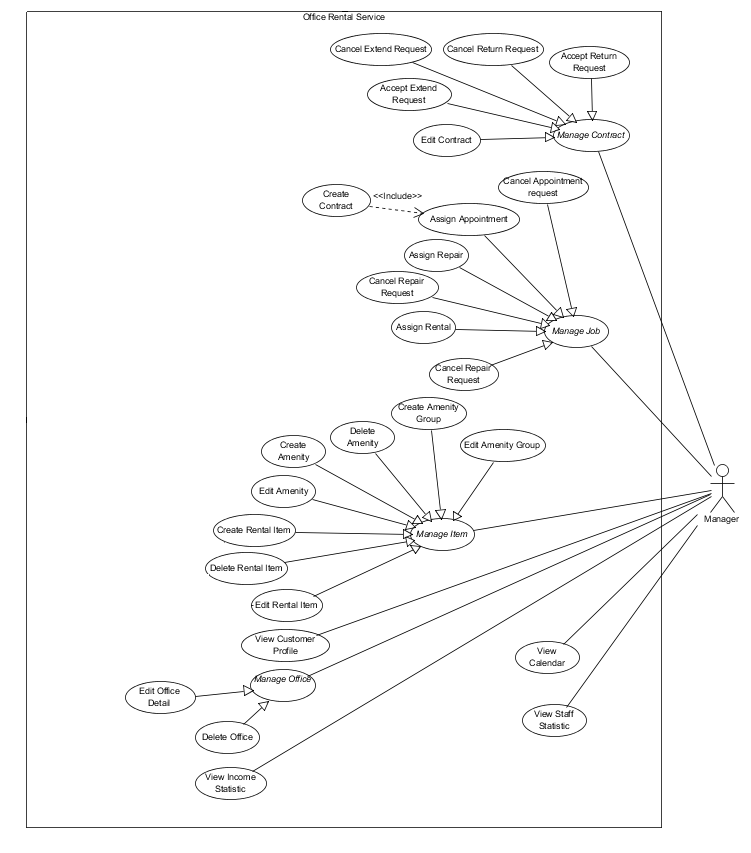 Office Rental Service
Cancel Extend Request
Cancel Return Request
Accept Return
Request
Accept Extend
Request
Edit Contract
Manage Contract
Cancel Appointment
request
Create
Contract
<<Include>>
Assign Appointment
Assign Repair
Cancel Repair
Request
Assign Rental
Manage Job
Cancel Repair
Request
Create Amenity
Group
Delete
Amenity
Edit Amenity Group
Create
Amenity
Edit Amenity
Create Rental Item
Manage Item
Manager
Delete Rental Item
Edit Rental Item
View Customer
Profile
View
Calendar
Manage Office
Edit Office
Detail
View Staff
Statistic
Delete Office
View Income
Statistic